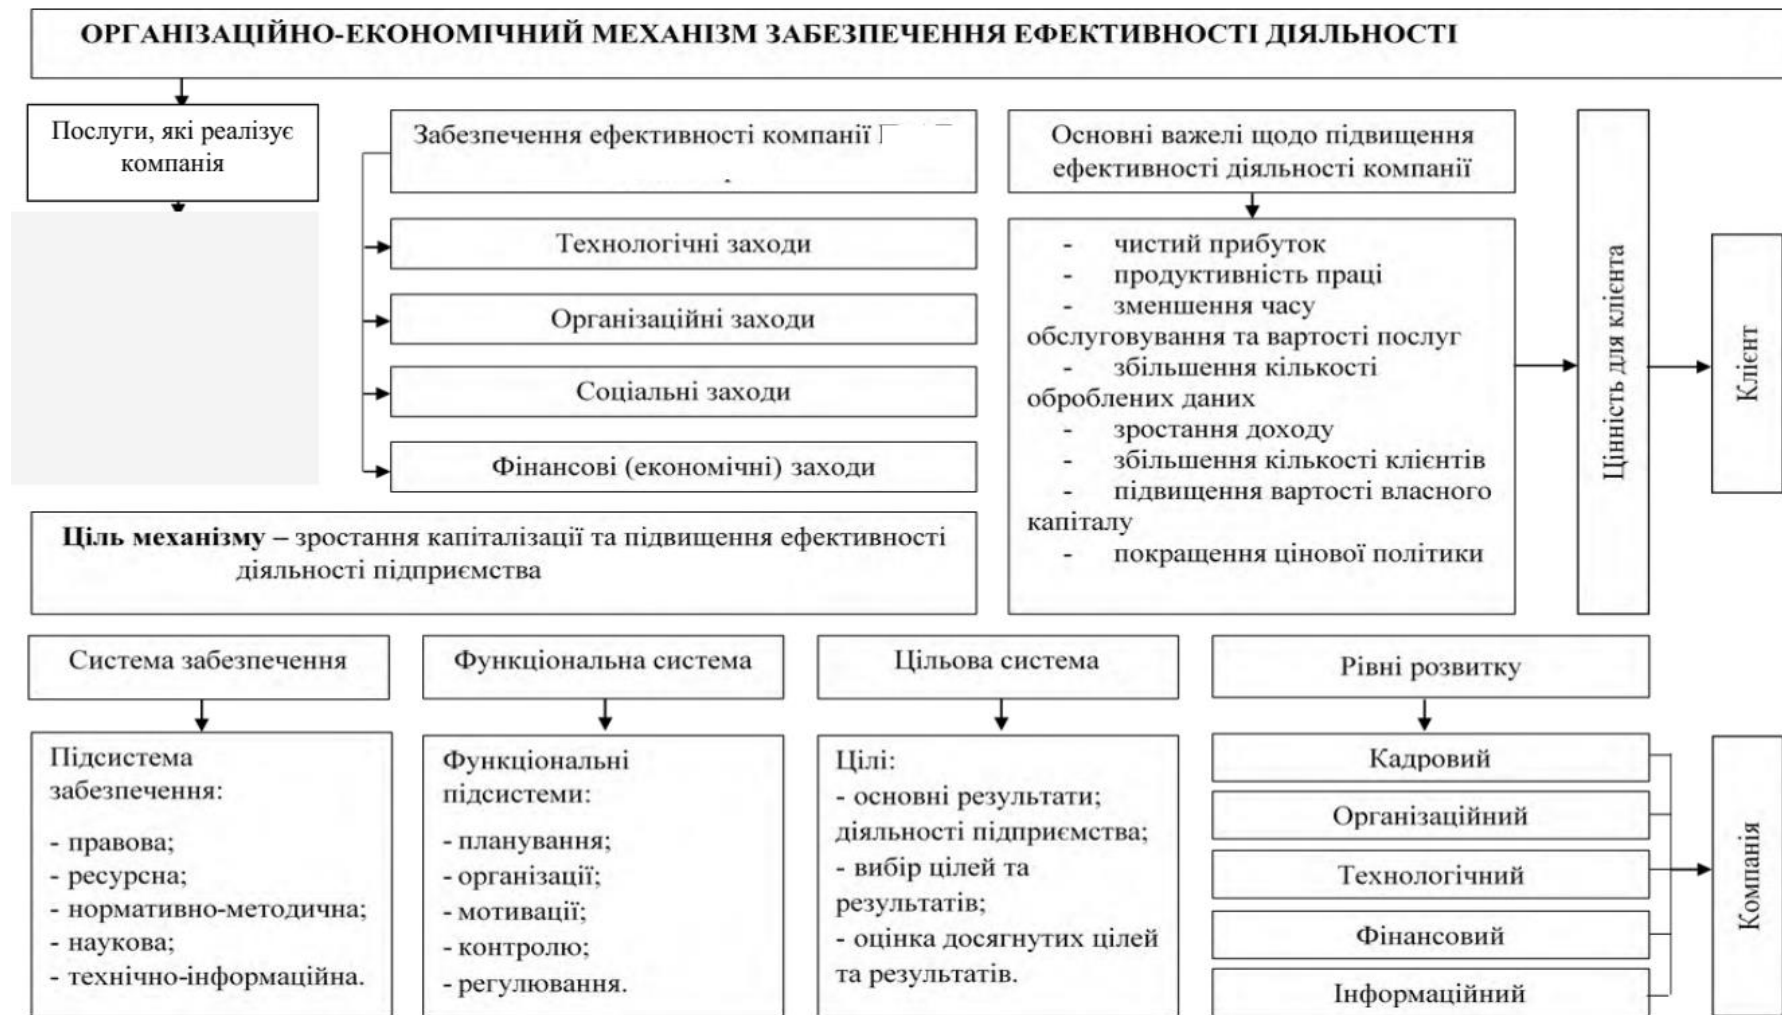 ОРГАНІЗАЦІЙНО-ЕКОНОМІЧНИЙ МЕХАНІЗМ ЗАБЕЗПЕЧЕННЯ ЕФЕКТИВНОСТІ ДІЯЛЬНОСТІ
Послуги, які реалізує
компанія
Забезпечення ефективності компанії
Технологічні заходи
Організаційні заходи
Соціальні заходи
Фінансові (економічні) заходи
Основні важелі щодо підвищення
ефективності діяльності компанії
- чистий прибуток
- продуктивність праці
- зменшення часу
обслуговування та вартості послуг
- збільшення кількості
оброблених даних
- зростання доходу
- збільшення кількості клієнтів
- підвищення вартості власного
капіталу
- покращення цінової політики
Цінність для клієнта
Клієнт
Ціль механізму – зростання капіталізації та підвищення ефективності
діяльності підприємства
Система забезпечення
Підсистема
забезпечення:
- правова;
- ресурсна;
- нормативно-методична;
- наукова;
- технічно-інформаційна.
Функціональна система
Функціональні
підсистеми:
- планування;
- організації;
- мотивації;
- контролю;
- регулювання.
Цільова система
Цілі:
- основні результати;
діяльності підприємства;
- вибір цілей та
результатів;
- оцінка досягнутих цілей
та результатів.
Рівні розвитку
Кадровий
Організаційний
Технологічний
Фінансовий
Інформаційний
Компанія